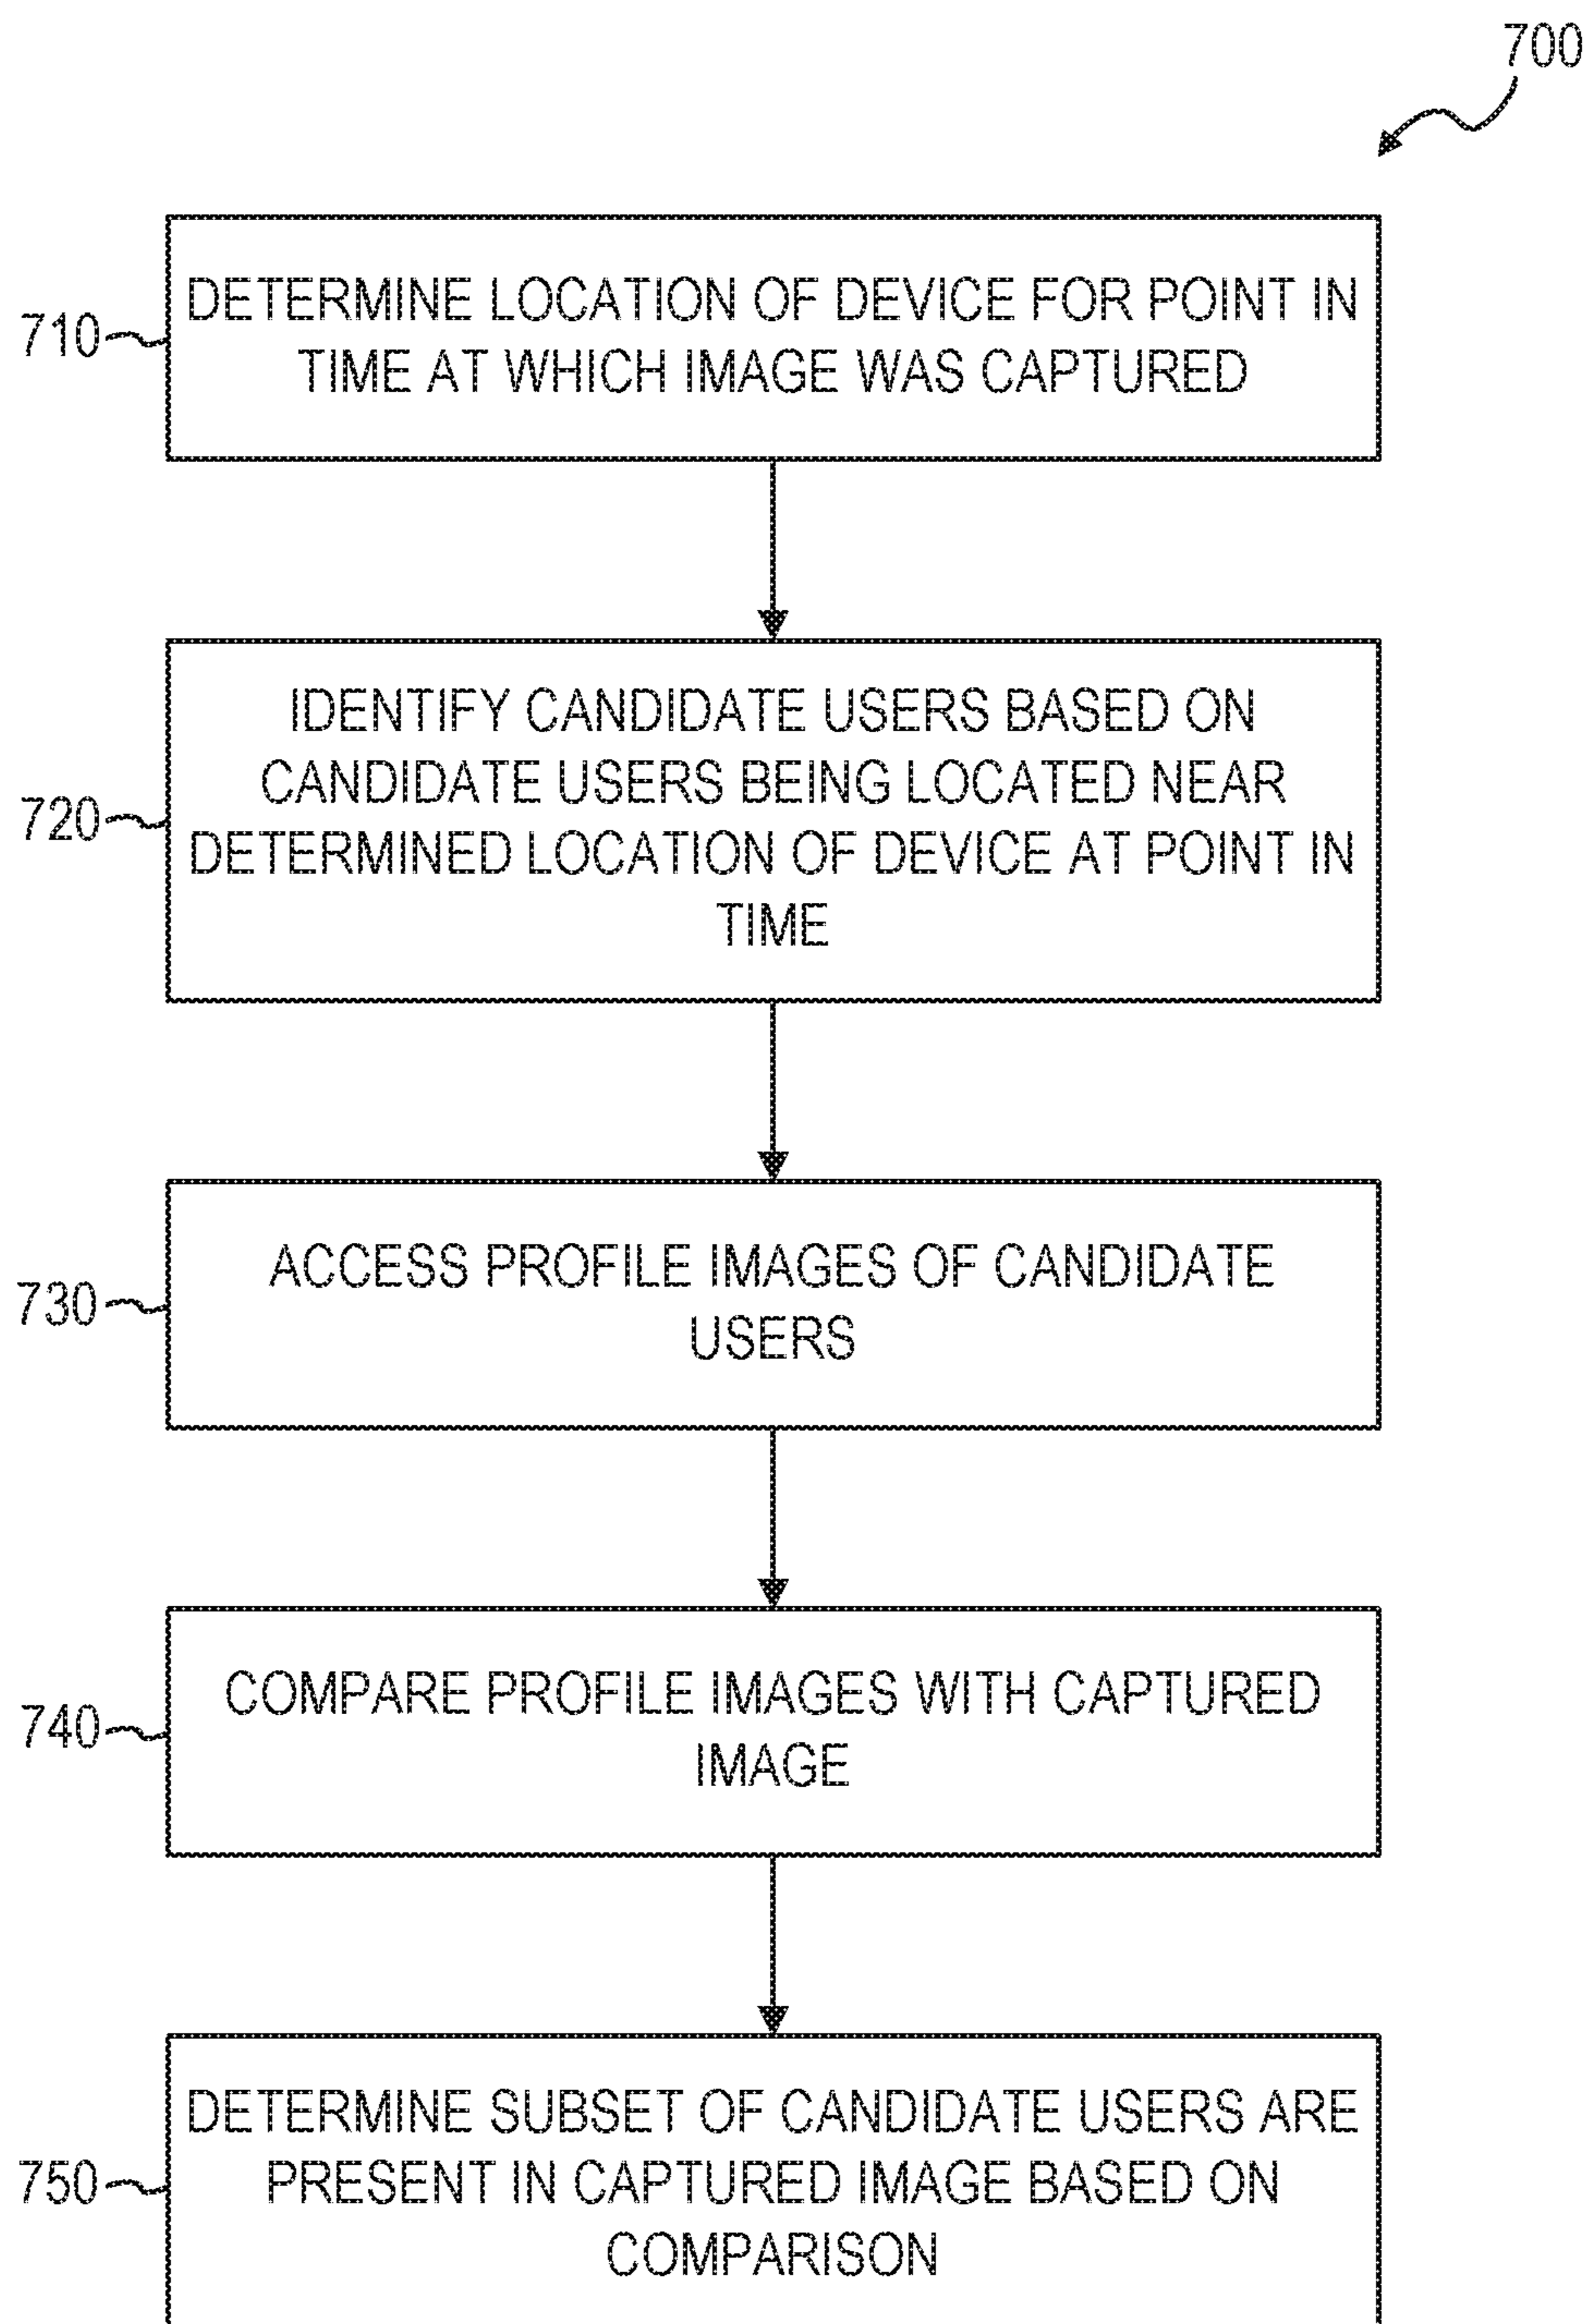 700
710
DETERMINE LOCATION OF DEVICE FOR POINT IN
TIME AT WHICH IMAGE WAS CAPTURED
720
IDENTIFY CANDIDATE USERS BASED ON
CANDIDATE USERS BEING LOCATED NEAR
DETERMINED LOCATION OF DEVICE AT POINT IN
TIME
730
ACCESS PROFILE IMAGES OF CANDIDATE
USERS
740
COMPARE PROFILE IMAGES WITH CAPTURED
IMAGE
750
DETERMINE SUBSET OF CANDIDATE USERS ARE
PRESENT IN CAPTURED IMAGE BASED ON
COMPARISON